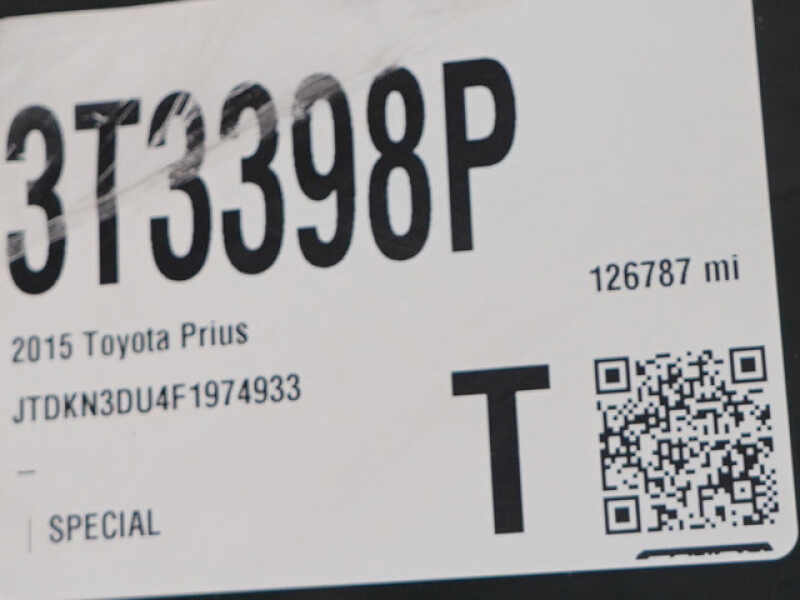 3T3398P
126787 mi
2015 Toyota Prius
JTDKN3DU4F1974933
T
–
SPECIAL